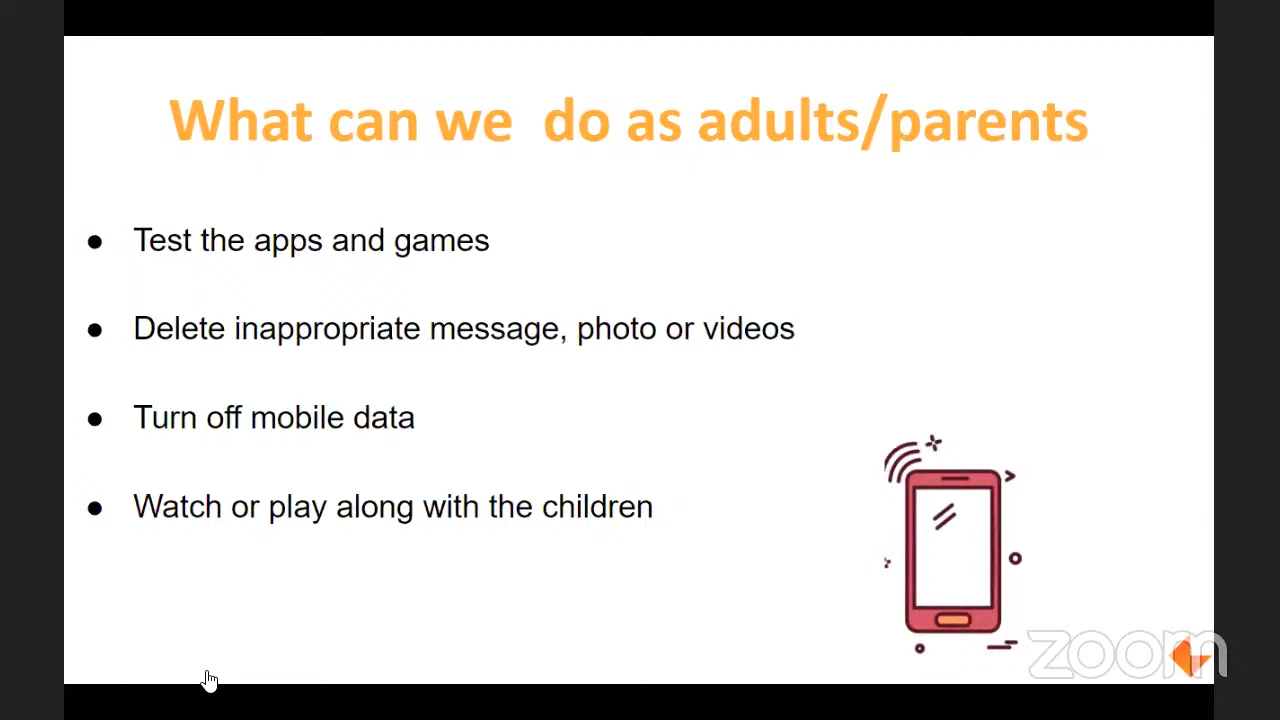 What can we  do as adults/parents
● Test the apps and games
● Delete inappropriate message, photo or videos
● Turn off mobile data
● Watch or play along with the children
zoom